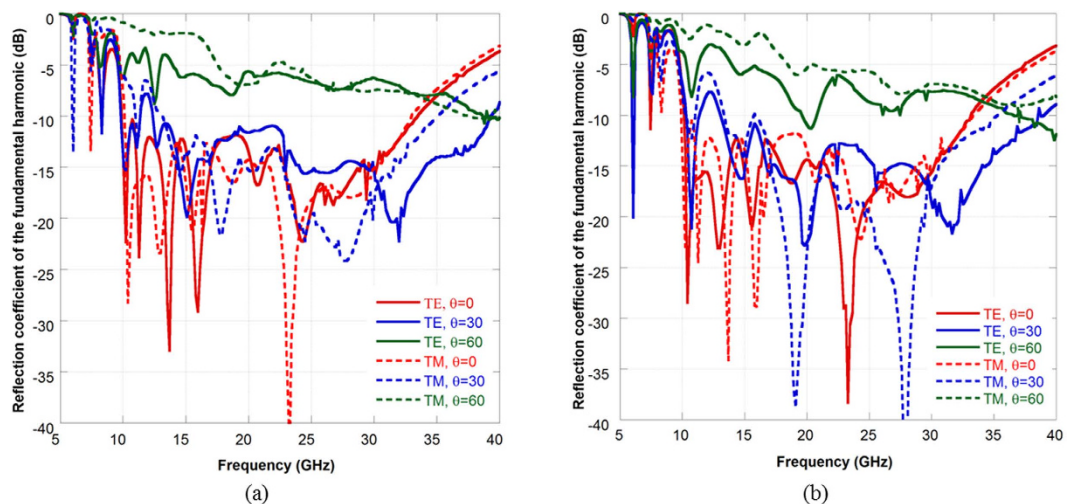 (a)
Reflection coefficient of the fundamental harmonic (dB)
0
-5
-10
-15
-20
-25
-30
-35
-40
TE, θ=0
TE, θ=30
TE, θ=60
TM, θ=0
TM, θ=30
TM, θ=60
5 10 15 20 25 30 35 40
Frequency (GHz)
(a)
(b)
Reflection coefficient of the fundamental harmonic (dB)
0
-5
-10
-15
-20
-25
-30
-35
-40
TE, θ=0
TE, θ=30
TE, θ=60
TM, θ=0
TM, θ=30
TM, θ=60
5 10 15 20 25 30 35 40
Frequency (GHz)
(b)